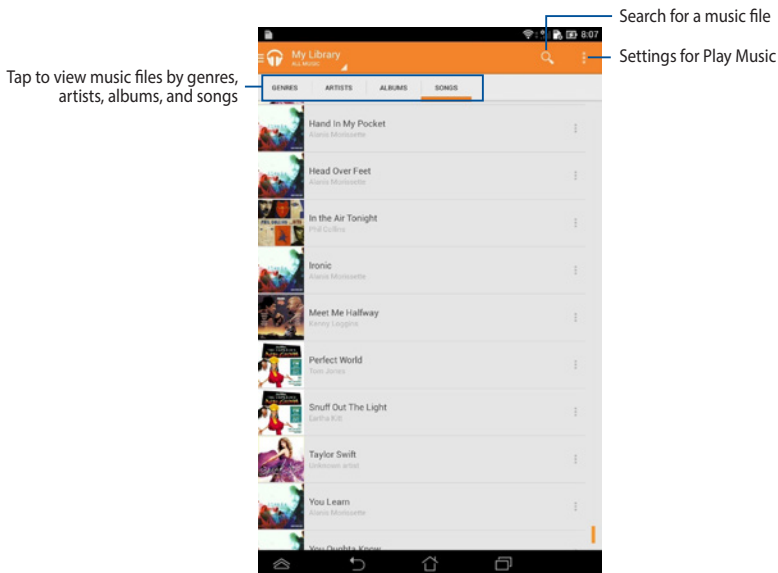 Search for a music file
8:07
My Library
ALL MUSIC
Settings for Play Music
Tap to view music files by genres,
artists, albums, and songs
GENRES ARTISTS ALBUMS SONGS
Hand In My Pocket
Alanis Morissette
Head Over Feet
Alanis Morissette
In the Air Tonight
Phil Collins
Ironic
Alanis Morissette
Meet Me Halfway
Kenny Loggins
Perfect World
Tom Jones
Snuff Out The Light
Eartha Kitt
Taylor Swift
Unknown artist
You Learn
Alanis Morissette
You Oughta Know